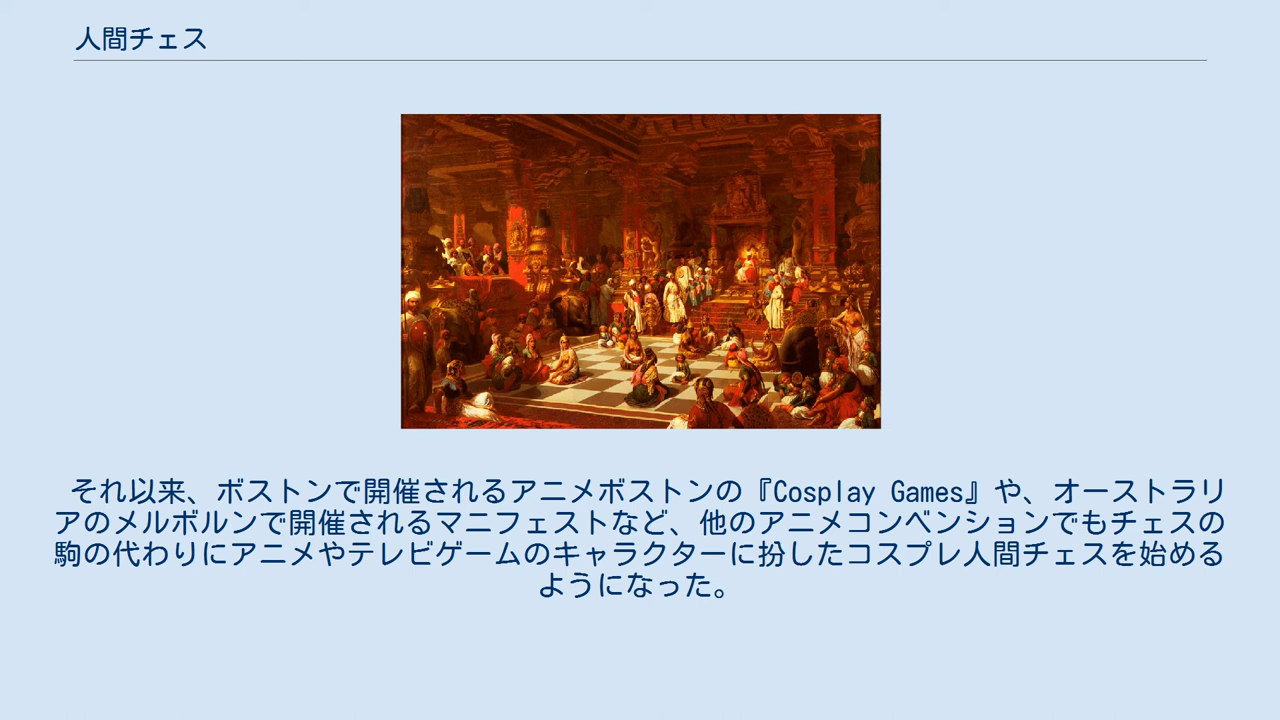 人間チェス
それ以来、ボストンで開催されるアニメボストンの『Cosplay Games』や、オーストラリ
アのメルボルンで開催されるマニフェストなど、他のアニメコンベンションでもチェスの
駒の代わりにアニメやテレビゲームのキャラクターに扮したコスプレ人間チェスを始める
ようになった。